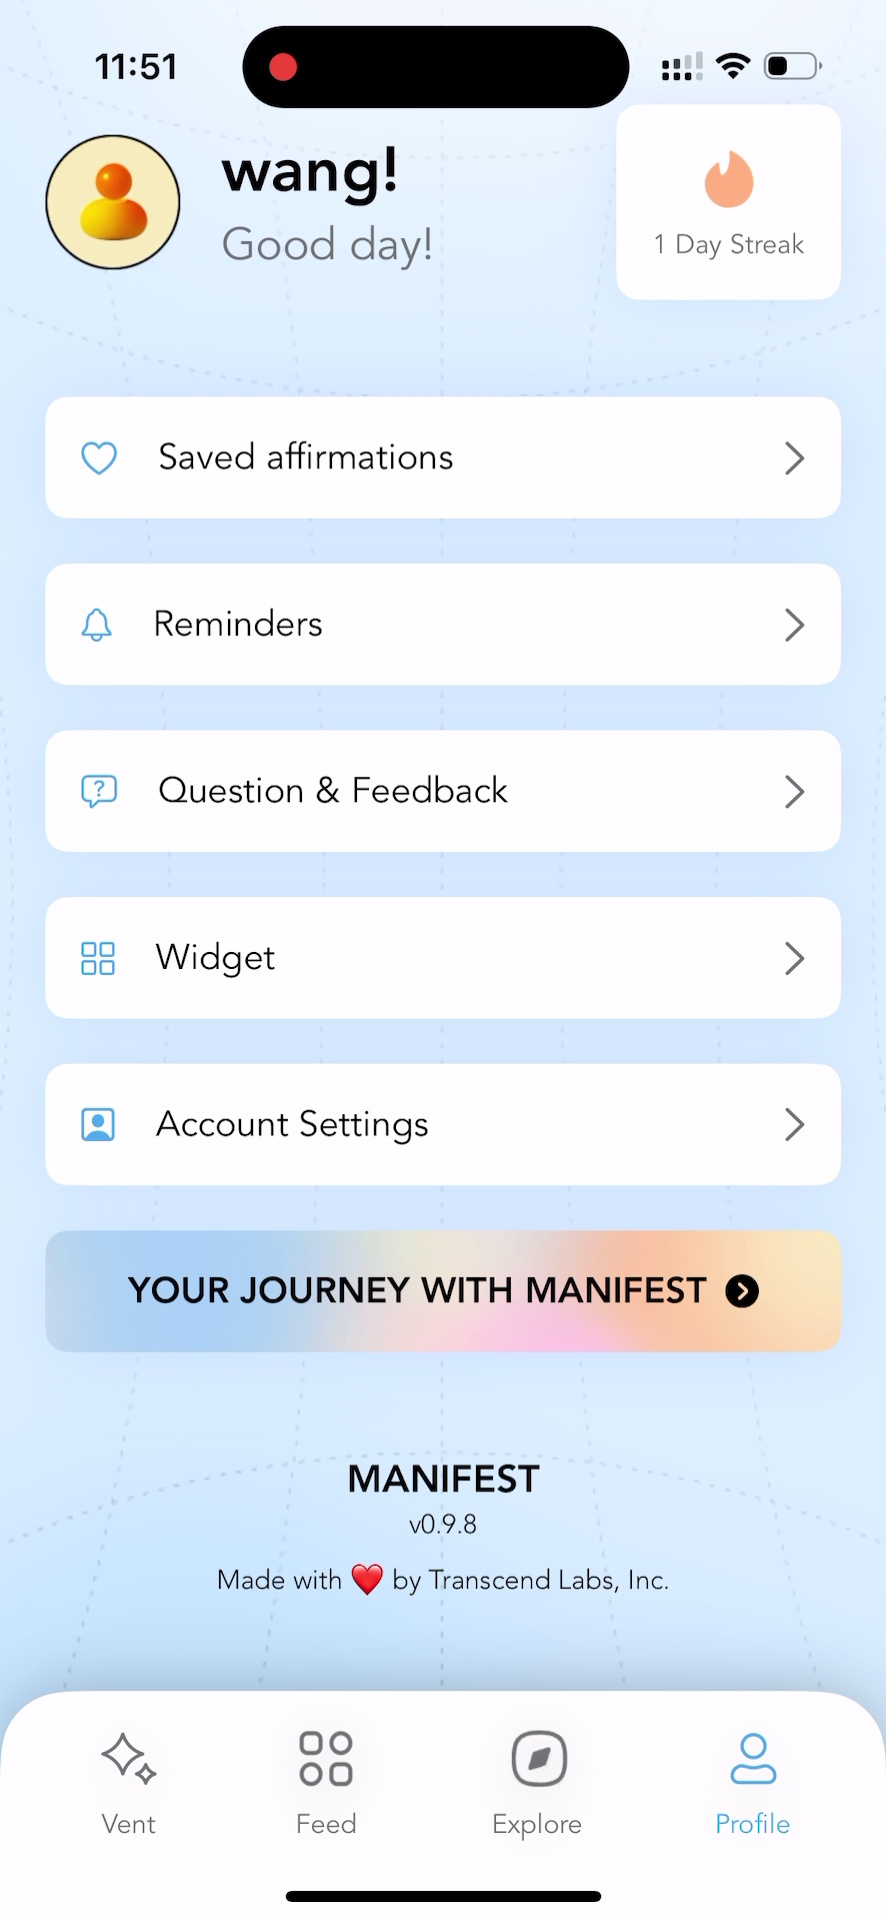 11:51
wang!
Good day!
1 Day Streak
Saved affirmations
Reminders
Question & Feedback
Widget
Account Settings
YOUR JOURNEY WITH MANIFEST
MANIFEST
v0.9.8
Made with ❤️ by Transcend Labs, Inc.
Vent
Feed
Explore
Profile